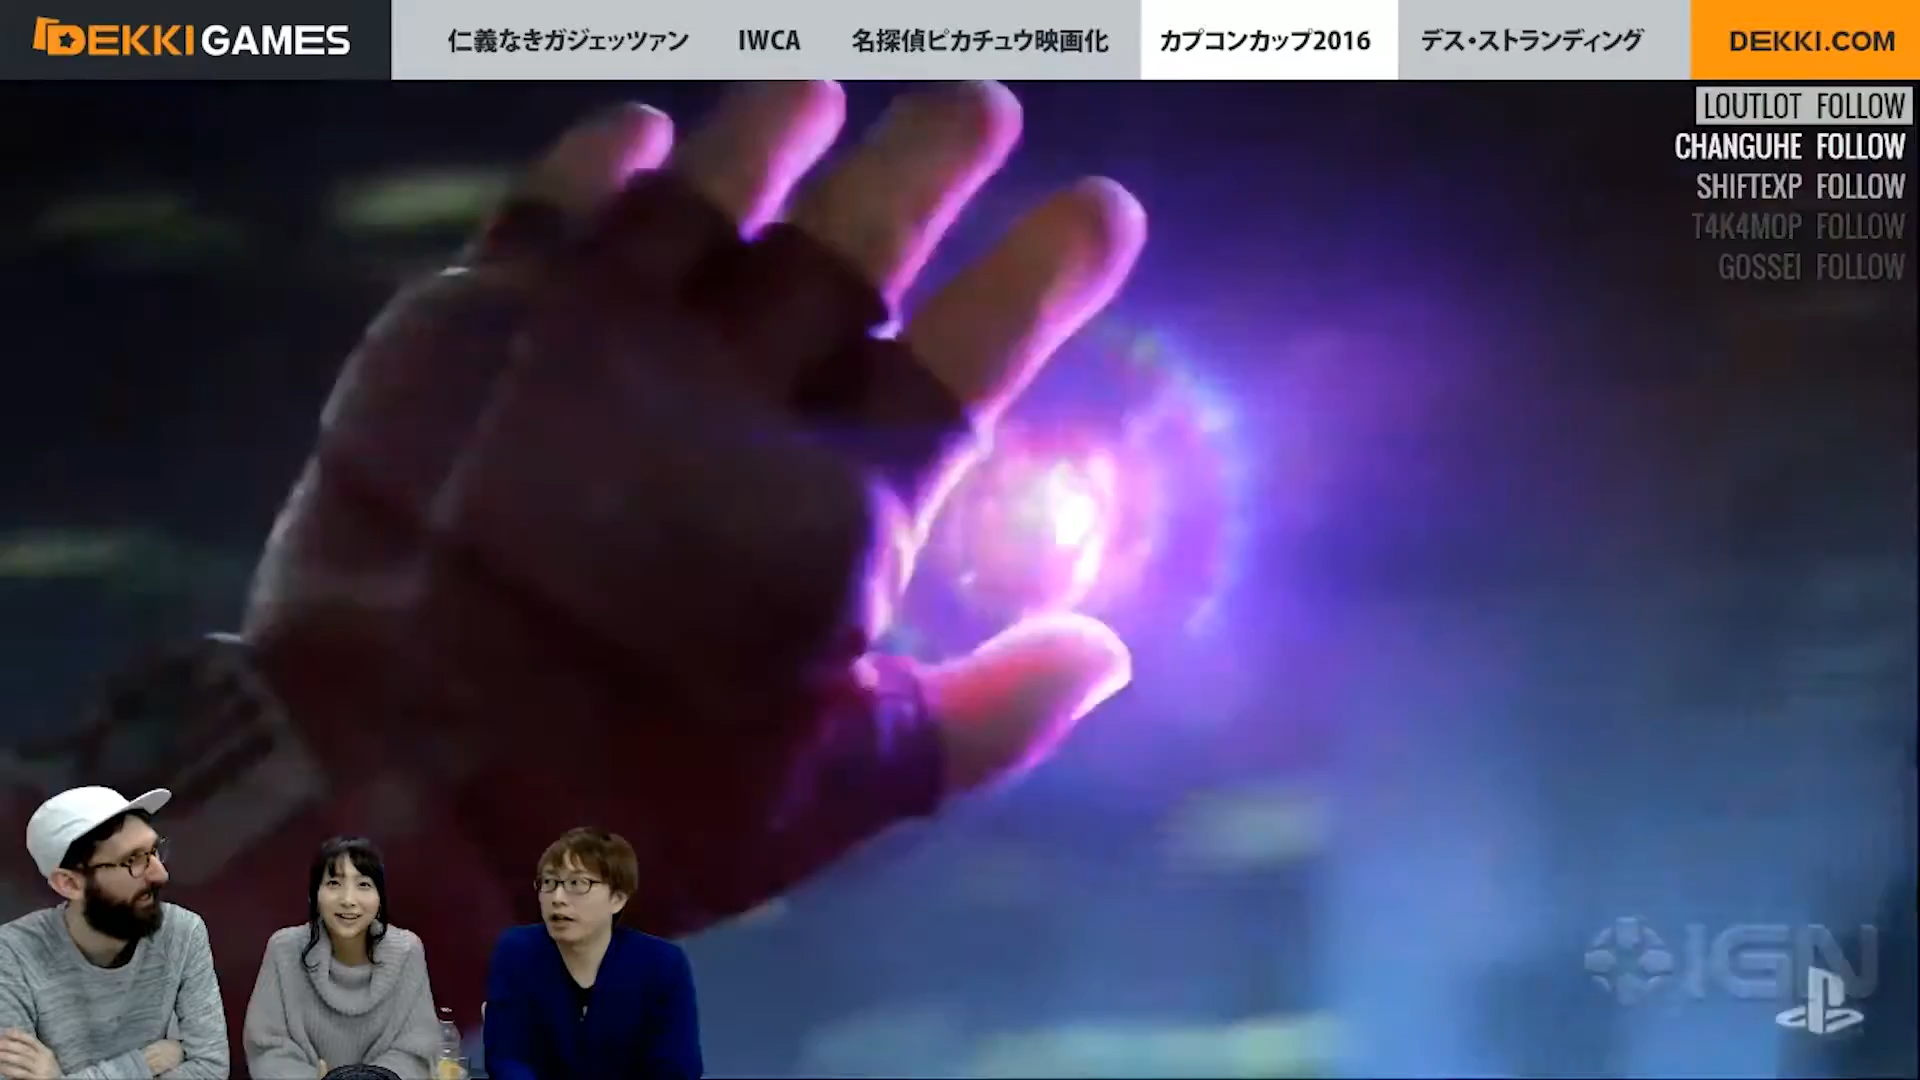 DEKKI GAMES
仁義なきガジェッツァン
IWCA
名探偵ピカチュウ映画化
カプコンカップ2016
デス・ストランディング
DEKKI.COM
LOUTLOT FOLLOW
CHANGUHE FOLLOW
SHIFTEXP FOLLOW
T4K4MOP FOLLOW
GOSSEI FOLLOW
IGN